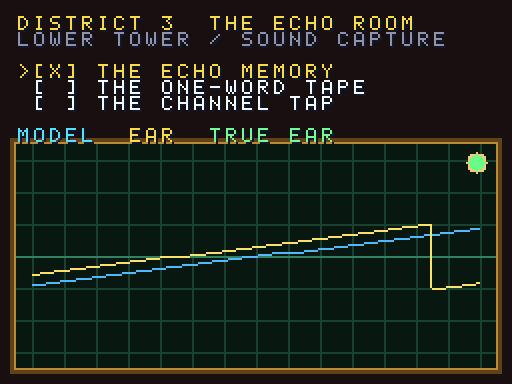 DISTRICT 3  THE ECHO ROOM
LOWER TOWER / SOUND CAPTURE
>[X] THE ECHO MEMORY
[ ] THE ONE-WORD TAPE
[ ] THE CHANNEL TAP
MODEL  EAR  TRUE EAR